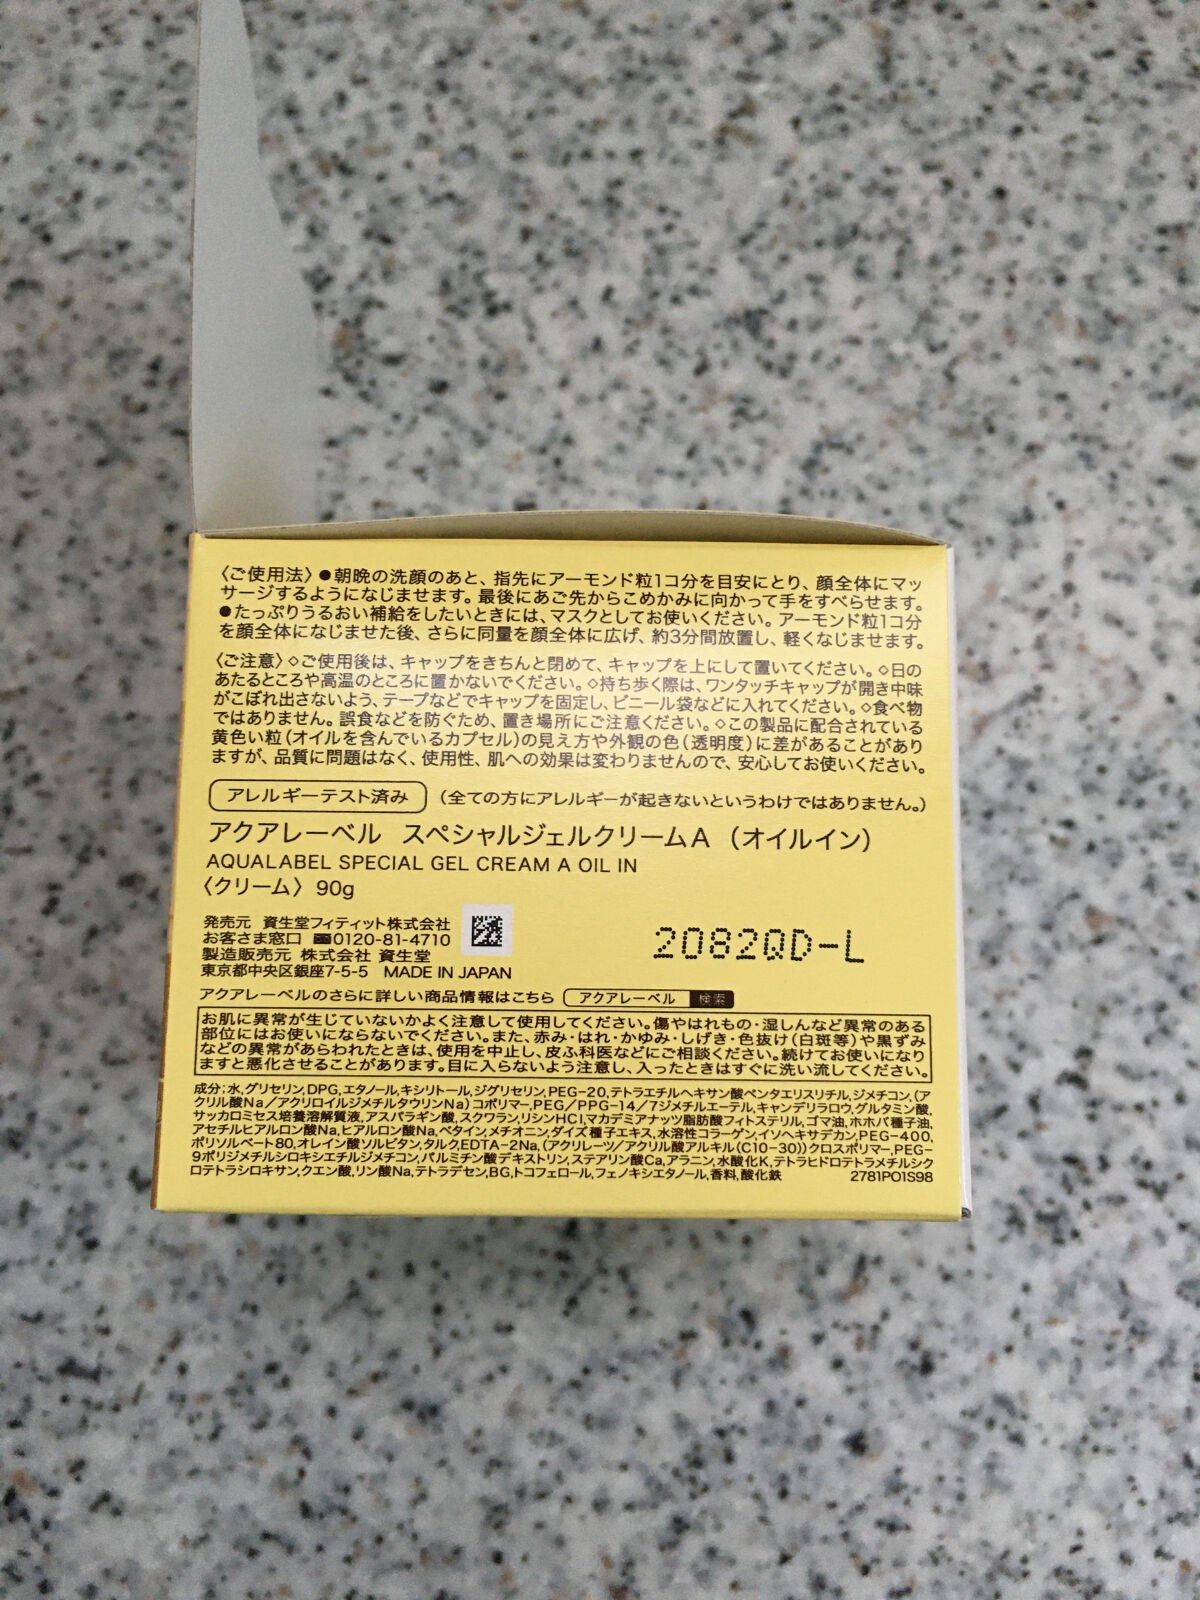 〈ご使用法〉●朝晩の洗顔のあと、指先にアーモンド粒1コ分を目安にとり、顔全体にマッ
サージするようになじませます。最後にあご先からこめかみに向かって手をすべらせます。
●たっぷりうるおい補給をしたいときには、マスクとしてお使いください。アーモンド粒1コ分
を顔全体になじませた後、さらに同量を顔全体に広げ、約3分間放置し、軽くなじませます。
〈ご注意〉◇ご使用後は、キャップをきちんと閉めて、キャップを上にして置いてください。◇日の
あたるところや高温のところに置かないでください。◇持ち歩く際は、ワンタッチキャップが開き中味
がこぼれ出さないよう、テープなどでキャップを固定し、ビニール袋などに入れてください。◇食べ物
ではありません。誤食などを防ぐため、置き場所にご注意ください。◇この製品に配合されている
黄色い粒(オイルを含んでいるカプセル)の見え方や外観の色(透明度)に差があることがあり
ますが、品質に問題はなく、使用性、肌への効果は変わりませんので、安心してお使いください。
アレルギーテスト済み (全ての方にアレルギーが起きないというわけではありません。)
アクアレーベル スペシャルジェルクリームA (オイルイン)
AQUALABEL SPECIAL GEL CREAM A OIL IN
〈クリーム〉 90g
発売元 資生堂フィティット株式会社
お客さま窓口 0120-81-4710
製造販売元 株式会社 資生堂
東京都中央区銀座7-5-5 MADE IN JAPAN
2082QD-L
アクアレーベルのさらに詳しい商品情報はこちら アクアレーベル 検索
お肌に異常が生じていないかよく注意して使用してください。傷やはれもの・湿しんなど異常のある
部位にはお使いにならないでください。また、赤み・はれ・かゆみ・しげき・色抜け(白斑等)や黒ずみ
などの異常があらわれたときは、使用を中止し、皮ふ科医などにご相談ください。続けてお使いになり
ますと悪化させることがあります。目に入らないよう注意し、入ったときはすぐに洗い流してください。
成分:水,グリセリン,DPG,エタノール,キシリトール,ジグリセリン,PEG-20,テトラエチルヘキサン酸ペンタエリスリチル,ジメチコン,(ア
クリル酸Na/アクリロイルジメチルタウリンNa)コポリマー,PEG/PPG-14/7ジメチルエーテル,キャンデリラロウ,グルタミン酸,
サッカロミセス培養溶解質液,アスパラギン酸,スクワラン,リシンHCl,マカデミアナッツ脂肪酸フィトステリル,ゴマ油,ホホバ種子油,
アセチルヒアルロン酸Na,ヒアルロン酸Na,ベタイン,メチオニン,ダイズ種子エキス,水溶性コラーゲン,イソヘキサデカン,PEG-400,
ポリソルベート80,オレイン酸ソルビタン,タルク,EDTA-2Na,(アクリレーツ/アクリル酸アルキル(C10-30))クロスポリマー,PEG-
9ポリジメチルシロキシエチルジメチコン,パルミチン酸デキストリン,ステアリン酸Ca,アラニン,水酸化K,テトラヒドロテトラメチルシク
ロテトラシロキサン,クエン酸,リン酸Na,テトラデセン,BG,トコフェロール,フェノキシエタノール,香料,酸化鉄 2781PO1S98